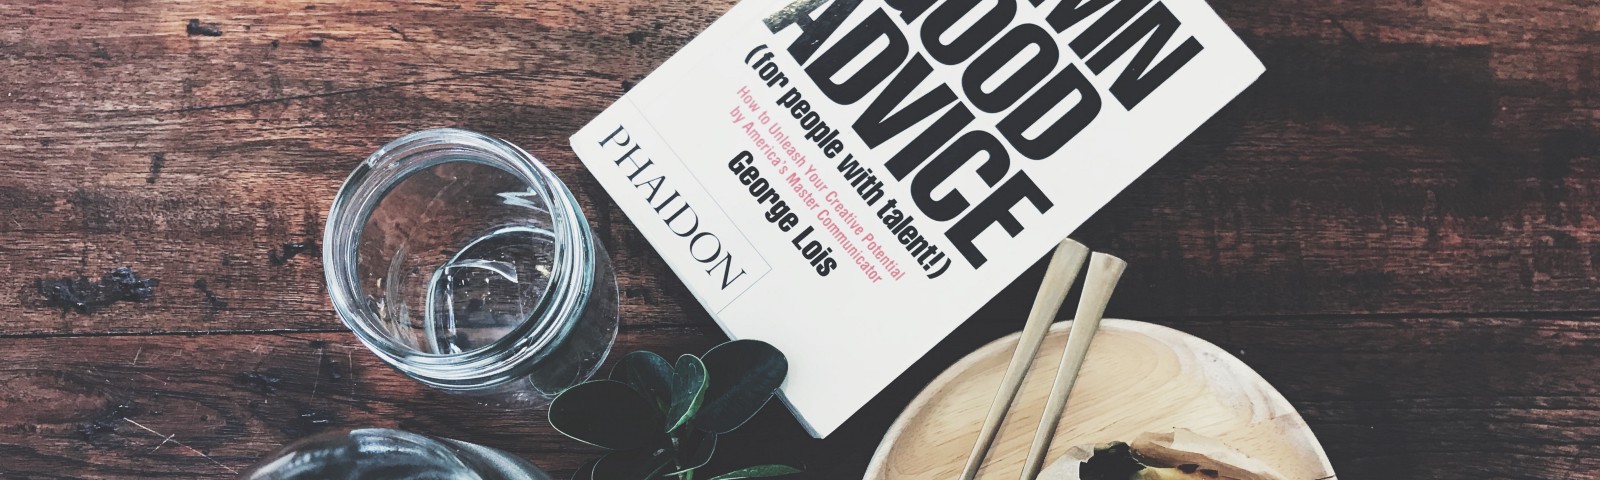 GOOD
ADVICE
(for people with talent!)
How to Unleash Your Creative Potential
by America's Master Communicator
George Lois
PHAIDON